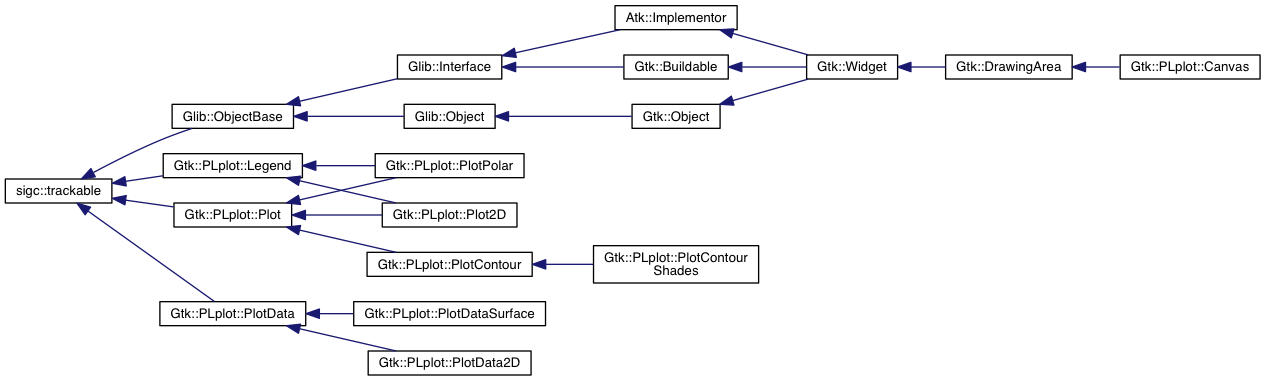 Atk::Implementor
Glib::Interface
Gtk::Buildable
Gtk::Widget
Gtk::DrawingArea
Gtk::PLplot::Canvas
Glib::ObjectBase
Glib::Object
Gtk::Object
Gtk::PLplot::Legend
Gtk::PLplot::PlotPolar
sigc::trackable
Gtk::PLplot::Plot
Gtk::PLplot::Plot2D
Gtk::PLplot::PlotContour
Gtk::PLplot::PlotContour
Shades
Gtk::PLplot::PlotData
Gtk::PLplot::PlotDataSurface
Gtk::PLplot::PlotData2D